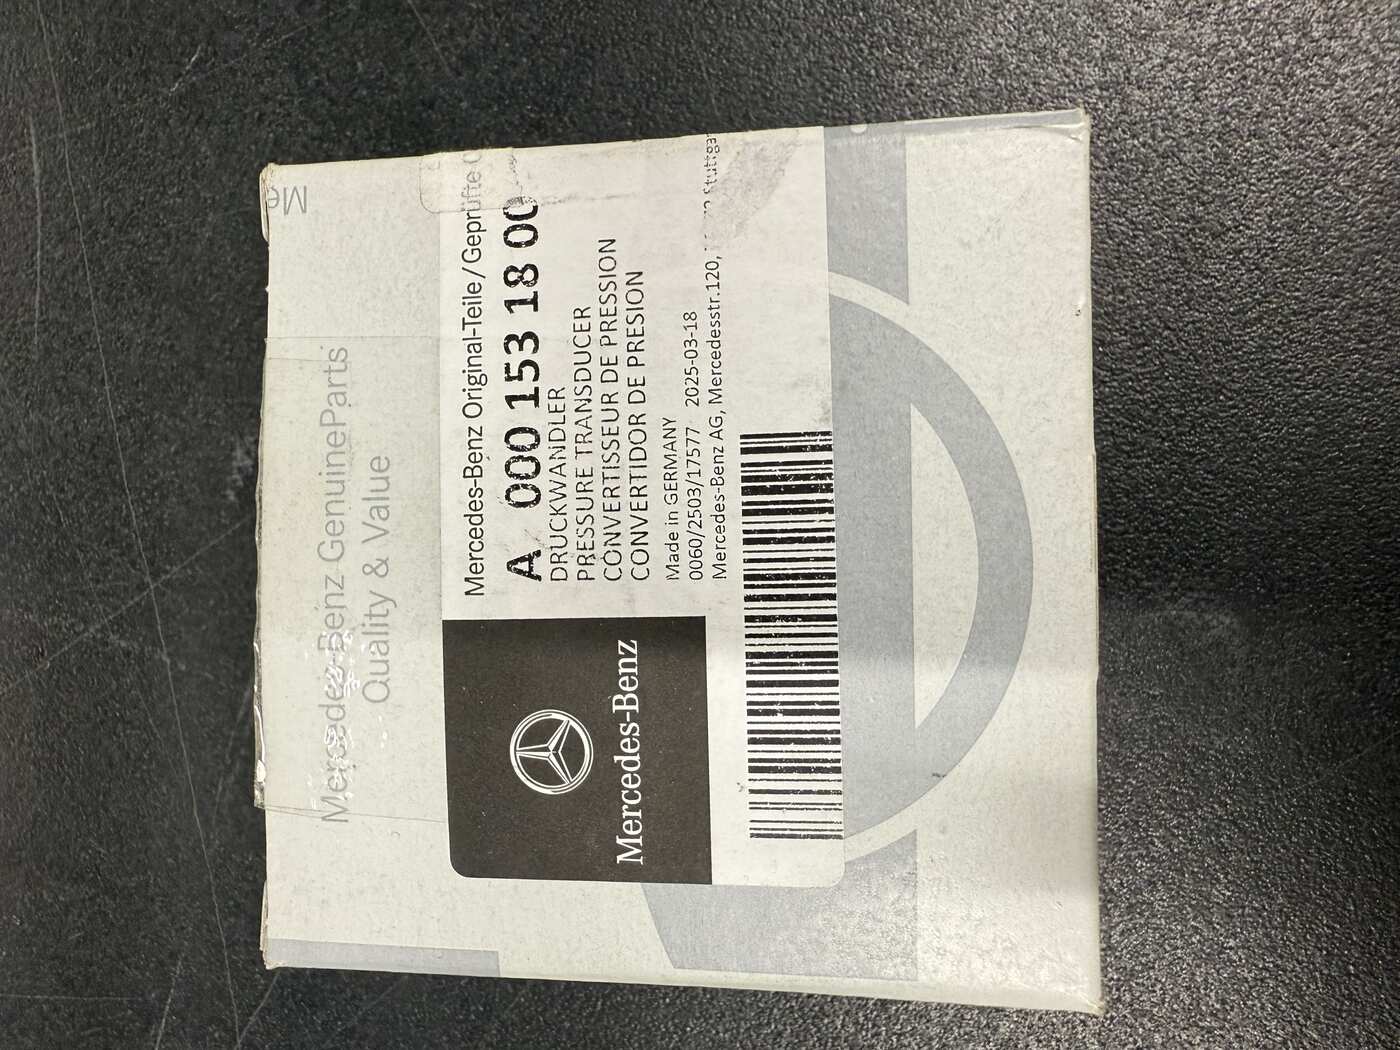 Mercedes-Benz GenuineParts
Quality & Value
Me
Mercedes-Benz
Mercedes-Benz Original-Teile/Geprüfte
A 000 153 18 00
DRUCKWANDLER
PRESSURE TRANSDUCER
CONVERTISSEUR DE PRESSION
CONVERTIDOR DE PRESION
Made in GERMANY
0060/2503/17577 2025-03-18
Mercedes-Benz AG, Mercedesstr.120, Stuttgar